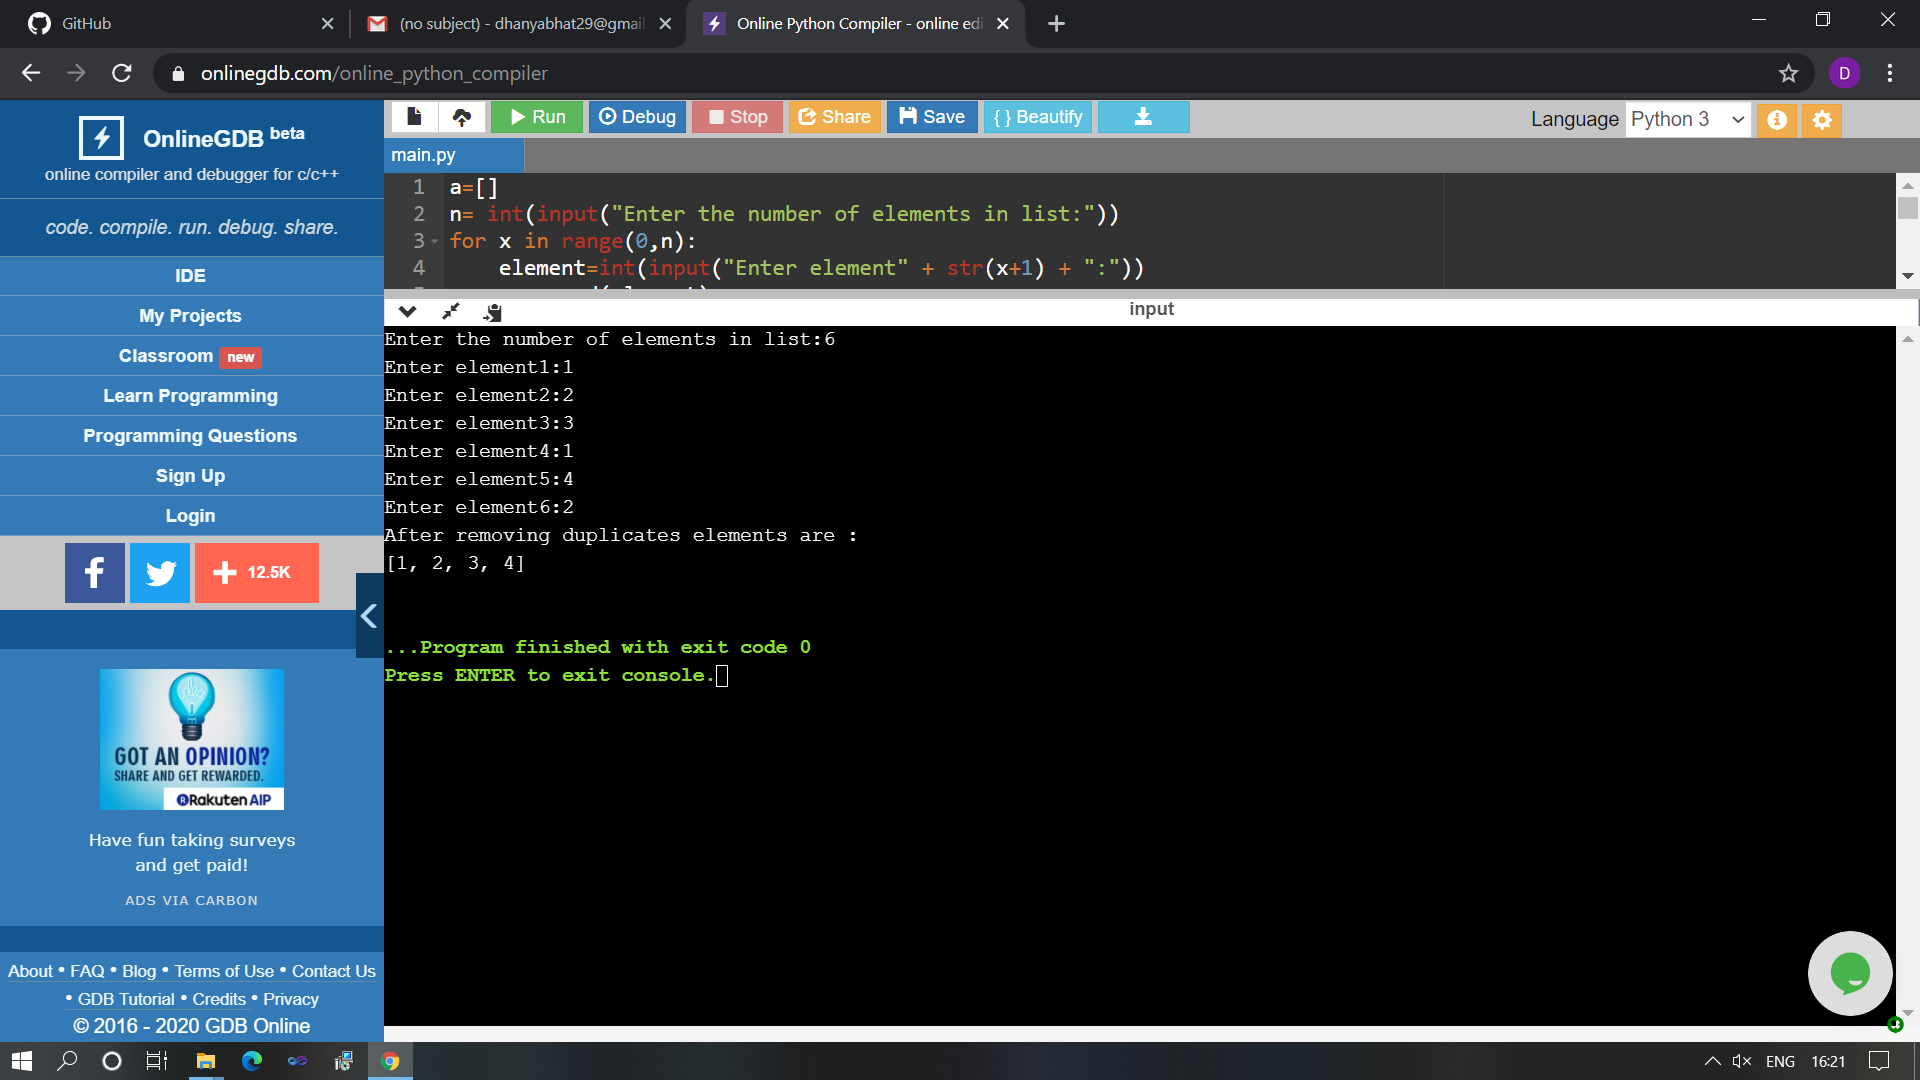 GitHub
(no subject) - dhanyabhat29@gmail
Online Python Compiler - online edi
onlinegdb.com/online_python_compiler
D
OnlineGDB beta
online compiler and debugger for c/c++
code. compile. run. debug. share.
IDE
My Projects
Classroom new
Learn Programming
Programming Questions
Sign Up
Login
12.5K
GOT AN OPINION?
SHARE AND GET REWARDED.
Rakuten AIP
Have fun taking surveys
and get paid!
ADS VIA CARBON
About • FAQ • Blog • Terms of Use • Contact Us
• GDB Tutorial • Credits • Privacy
© 2016 - 2020 GDB Online
Run Debug Stop Share Save {} Beautify
Language Python 3
main.py
1 a=[]
2 n= int(input("Enter the number of elements in list:"))
3 for x in range(0,n):
4 element=int(input("Enter element" + str(x+1) + ":"))
input
Enter the number of elements in list:6
Enter element1:1
Enter element2:2
Enter element3:3
Enter element4:1
Enter element5:4
Enter element6:2
After removing duplicates elements are :
[1, 2, 3, 4]
...Program finished with exit code 0
Press ENTER to exit console.
ENG 16:21